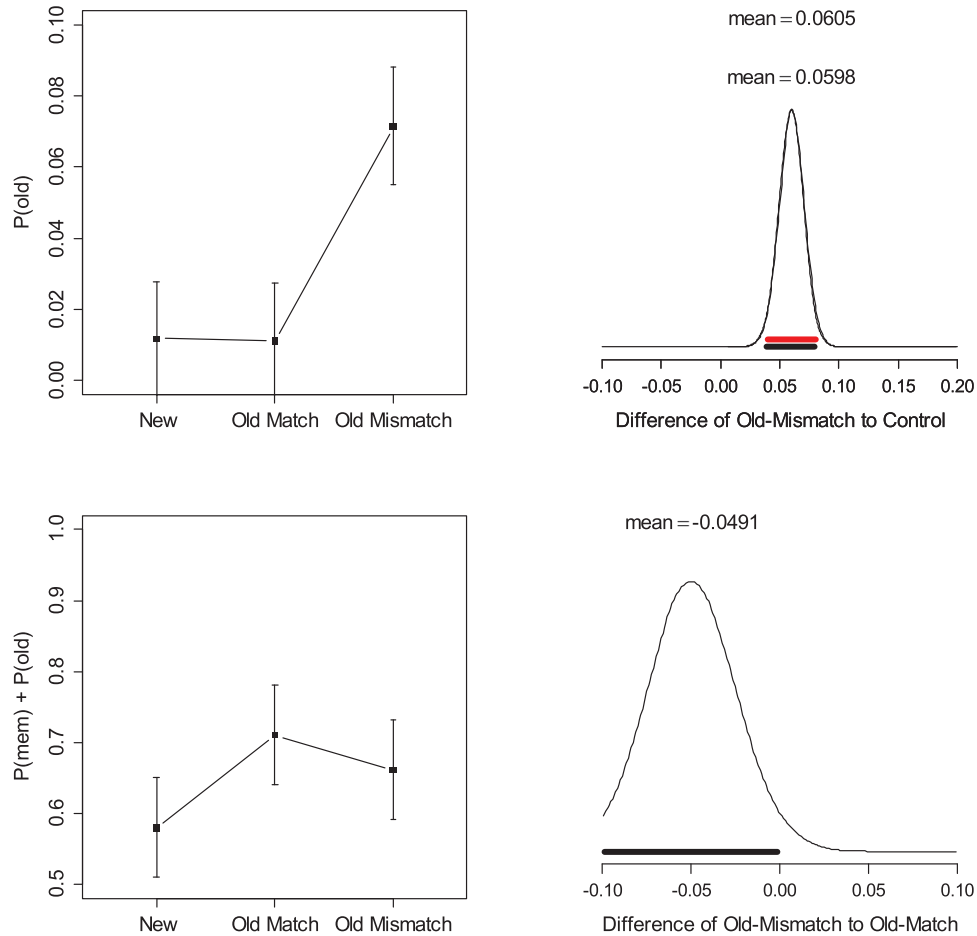 P(old)
0.10
0.08
0.06
0.04
0.02
0.00
New Old Match Old Mismatch
mean = 0.0605
mean = 0.0598
-0.10 -0.05 0.00 0.05 0.10 0.15 0.20
Difference of Old-Mismatch to Control
P(mem) + P(old)
1.0
0.9
0.8
0.7
0.6
0.5
New Old Match Old Mismatch
mean = -0.0491
-0.10 -0.05 0.00 0.05 0.10
Difference of Old-Mismatch to Old-Match